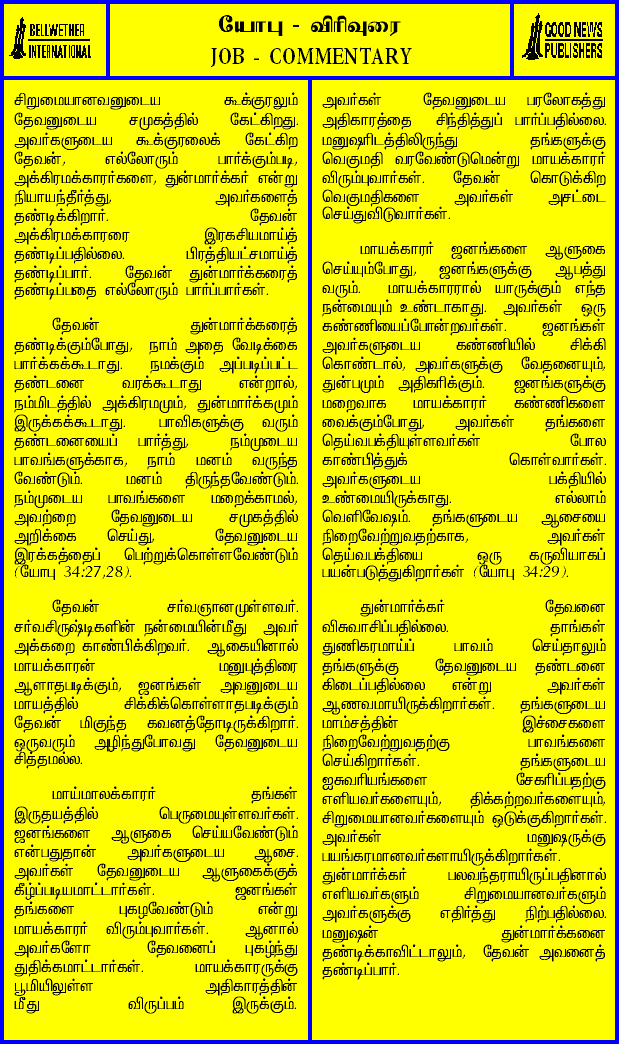 BELLWETHER
INTERNATIONAL
யோபு - விரிவுரை
JOB - COMMENTARY
GOOD NEWS
PUBLISHERS
சிறுமையானவனுடைய கூக்குரலும்
தேவனுடைய சமுகத்தில் கேட்கிறது.
அவர்களுடைய கூக்குரலைக் கேட்கிற
தேவன், எல்லோரும் பார்க்கும்படி,
அக்கிரமக்காரர்களை, துன்மார்க்கர் என்று
நியாயந்தீர்த்து, அவர்களைத்
தண்டிக்கிறார். தேவன்
அக்கிரமக்காரரை இரகசியமாய்த்
தண்டிப்பதில்லை. பிரத்தியட்சமாய்த்
தண்டிப்பார். தேவன் துன்மார்க்கரைத்
தண்டிப்பதை எல்லோரும் பார்ப்பார்கள்.
தேவன் துன்மார்க்கரைத்
தண்டிக்கும்போது, நாம் அதை வேடிக்கை
பார்க்கக்கூடாது. நமக்கும் அப்படிப்பட்ட
தண்டனை வரக்கூடாது என்றால்,
நம்மிடத்தில் அக்கிரமமும், துன்மார்க்கமும்
இருக்கக்கூடாது. பாவிகளுக்கு வரும்
தண்டனையைப் பார்த்து, நம்முடைய
பாவங்களுக்காக, நாம் மனம் வருந்த
வேண்டும். மனம் திருந்தவேண்டும்.
நம்முடைய பாவங்களை மறைக்காமல்,
அவற்றை தேவனுடைய சமுகத்தில்
அறிக்கை செய்து, தேவனுடைய
இரக்கத்தைப் பெற்றுக்கொள்ளவேண்டும்
(யோபு 34:27,28).
தேவன் சர்வஞானமுள்ளவர்.
சர்வசிருஷ்டிகளின் நன்மையின்மீது அவர்
அக்கறை காண்பிக்கிறவர். ஆகையினால்
மாயக்காரன் மனுபுத்திரை
ஆளாதபடிக்கும், ஜனங்கள் அவனுடைய
மாயத்தில் சிக்கிக்கொள்ளாதபடிக்கும்
தேவன் மிகுந்த கவனத்தோடிருக்கிறார்.
ஒருவரும் அழிந்துபோவது தேவனுடைய
சித்தமல்ல.
மாய்மாலக்காரர் தங்கள்
இருதயத்தில் பெருமையுள்ளவர்கள்.
ஜனங்களை ஆளுகை செய்யவேண்டும்
என்பதுதான் அவர்களுடைய ஆசை.
அவர்கள் தேவனுடைய ஆளுகைக்குக்
கீழ்ப்படியமாட்டார்கள். ஜனங்கள்
தங்களை புகழவேண்டும் என்று
மாயக்காரர் விரும்புவார்கள். ஆனால்
அவர்களோ தேவனைப் புகழ்ந்து
துதிக்கமாட்டார்கள். மாயக்காரருக்கு
பூமியிலுள்ள அதிகாரத்தின்
மீது விருப்பம் இருக்கும்.
அவர்கள் தேவனுடைய பரலோகத்து
அதிகாரத்தை சிந்தித்துப் பார்ப்பதில்லை.
மனுஷரிடத்திலிருந்து தங்களுக்கு
வெகுமதி வரவேண்டுமென்று மாயக்காரர்
விரும்புவார்கள். தேவன் கொடுக்கிற
வெகுமதிகளை அவர்கள் அசட்டை
செய்துவிடுவார்கள்.
மாயக்காரர் ஜனங்களை ஆளுகை
செய்யும்போது, ஜனங்களுக்கு ஆபத்து
வரும். மாயக்காரரால் யாருக்கும் எந்த
நன்மையும் உண்டாகாது. அவர்கள் ஒரு
கண்ணியைப்போன்றவர்கள். ஜனங்கள்
அவர்களுடைய கண்ணியில் சிக்கி
கொண்டால், அவர்களுக்கு வேதனையும்,
துன்பமும் அதிகரிக்கும். ஜனங்களுக்கு
மறைவாக மாயக்காரர் கண்ணிகளை
வைக்கும்போது, அவர்கள் தங்களை
தெய்வபக்தியுள்ளவர்கள் போல
காண்பித்துக் கொள்வார்கள்.
அவர்களுடைய பக்தியில்
உண்மையிருக்காது. எல்லாம்
வெளிவேஷம். தங்களுடைய ஆசையை
நிறைவேற்றுவதற்காக, அவர்கள்
தெய்வபக்தியை ஒரு கருவியாகப்
பயன்படுத்துகிறார்கள் (யோபு 34:29).
துன்மார்க்கர் தேவனை
விசுவாசிப்பதில்லை. தாங்கள்
துணிகரமாய்ப் பாவம் செய்தாலும்
தங்களுக்கு தேவனுடைய தண்டனை
கிடைப்பதில்லை என்று அவர்கள்
ஆணவமாயிருக்கிறார்கள். தங்களுடைய
மாம்சத்தின் இச்சைகளை
நிறைவேற்றுவதற்கு பாவங்களை
செய்கிறார்கள். தங்களுடைய
ஐசுவரியங்களை சேகரிப்பதற்கு
எளியவர்களையும், திக்கற்றவர்களையும்,
சிறுமையானவர்களையும் ஒடுக்குகிறார்கள்.
அவர்கள் மனுஷருக்கு
பயங்கரமானவர்களாயிருக்கிறார்கள்.
துன்மார்க்கர் பலவந்தராயிருப்பதினால்
எளியவர்களும் சிறுமையானவர்களும்
அவர்களுக்கு எதிர்த்து நிற்பதில்லை.
மனுஷன் துன்மார்க்கனை
தண்டிக்காவிட்டாலும், தேவன் அவனைத்
தண்டிப்பார்.